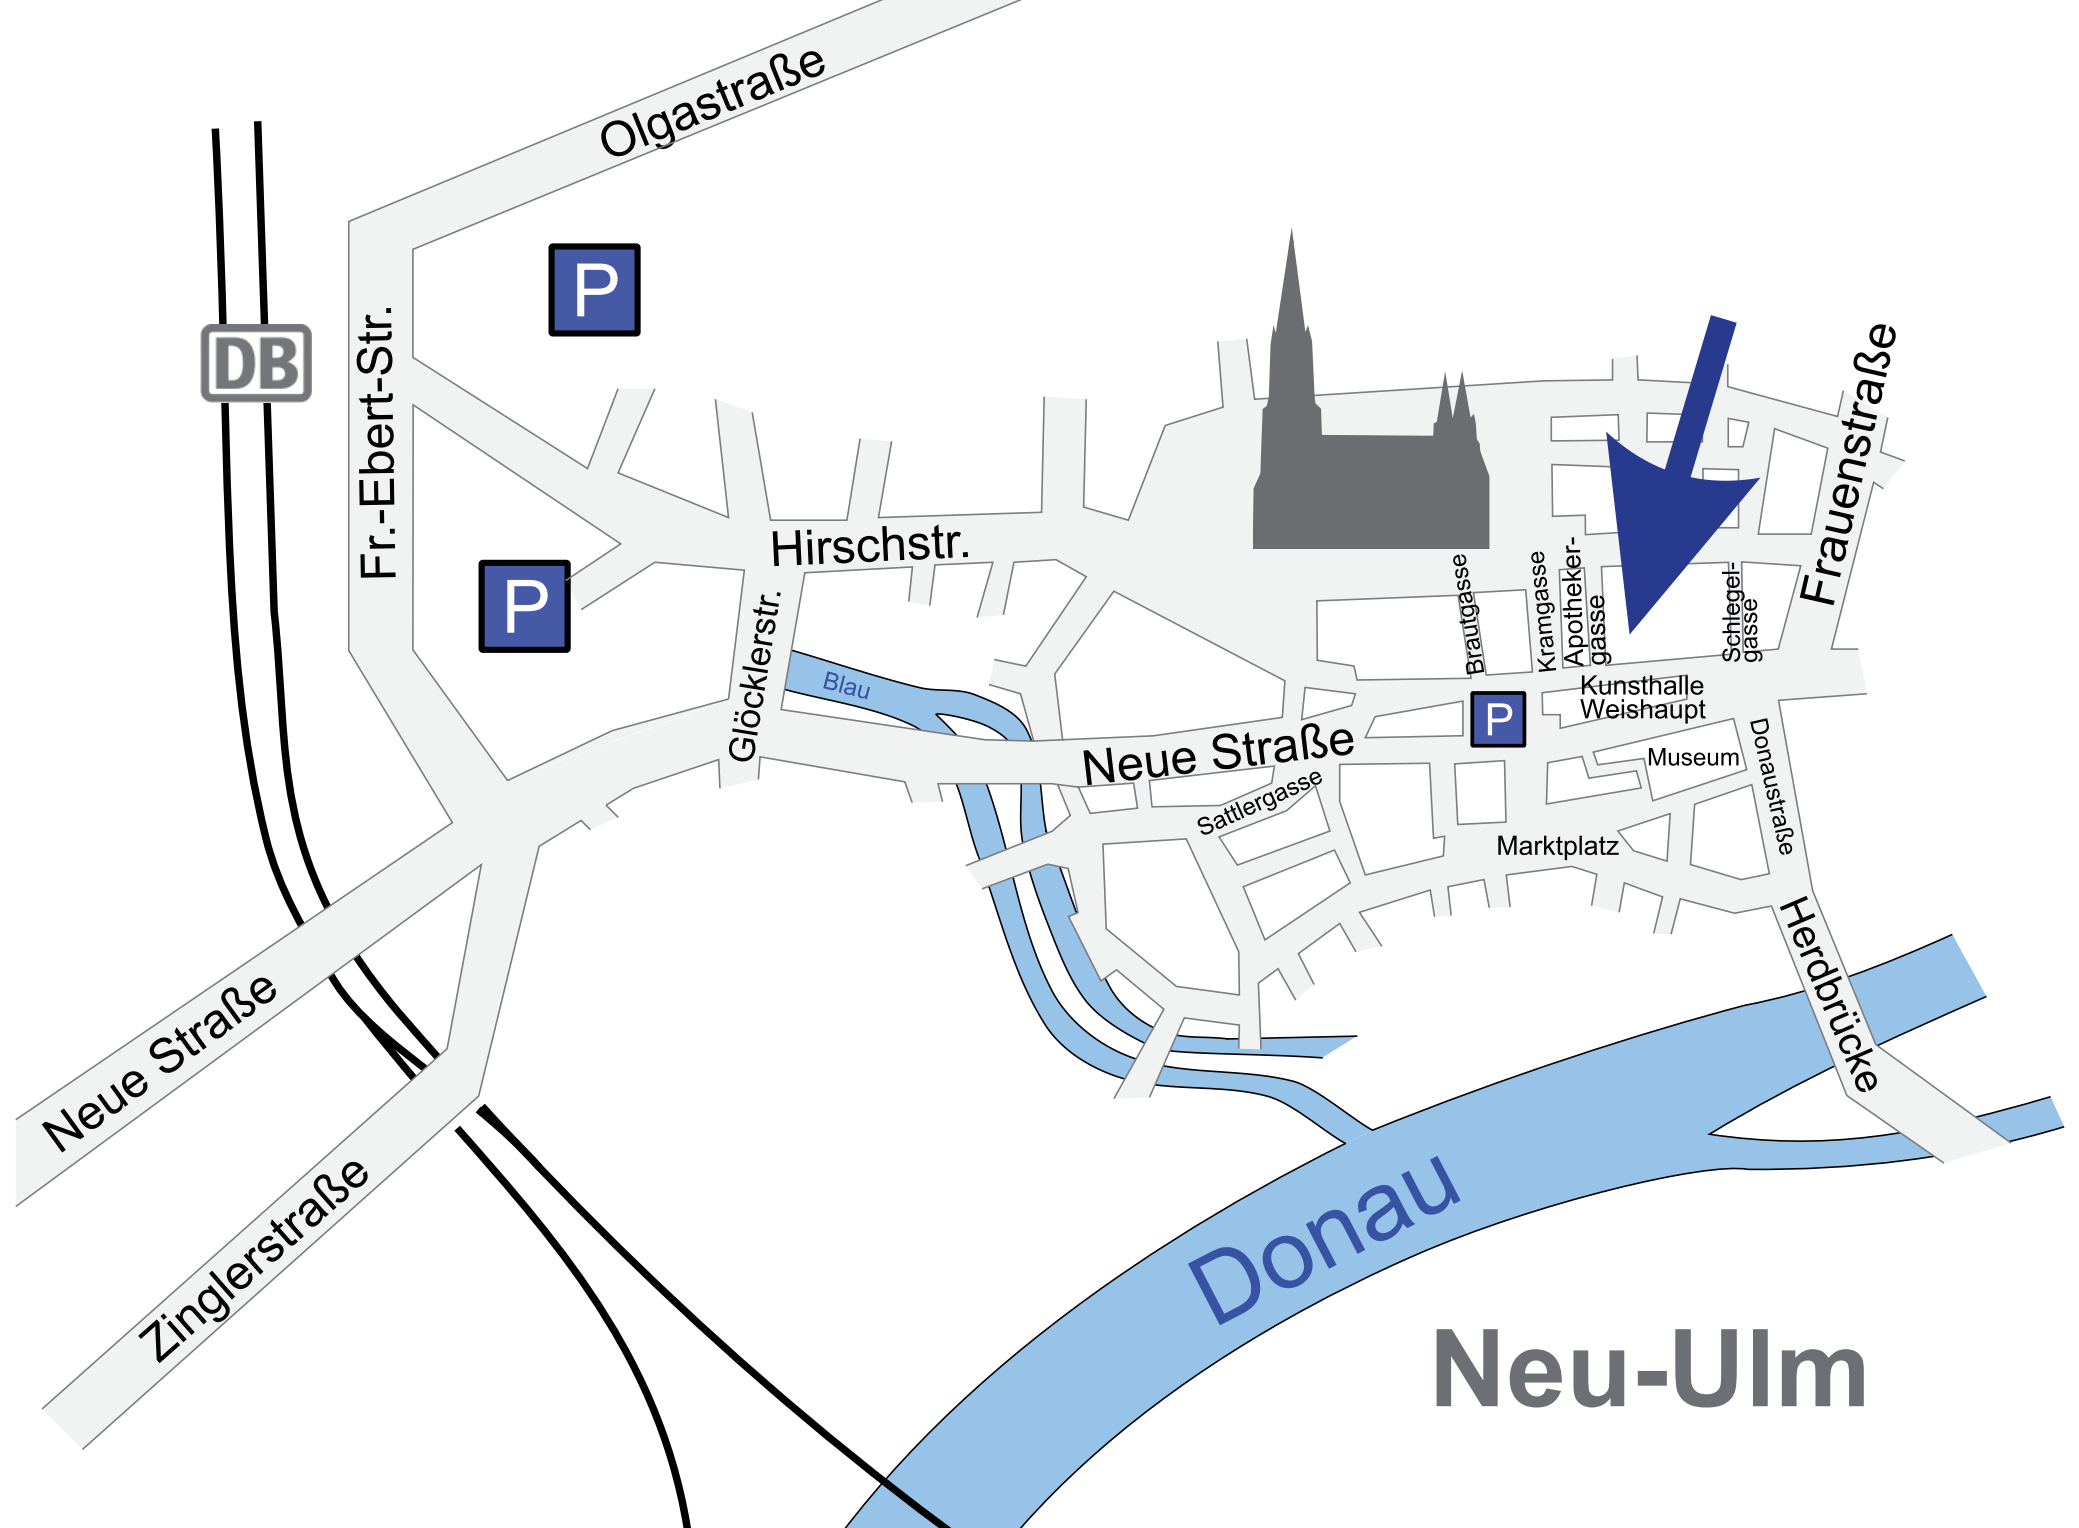 Olgastraße
P
DB
Fr.-Ebert-Str.
Frauenstraße
Hirschstr.
P
Brautgasse
Kramgasse
Apotheker-
gasse
Schlegel-
gasse
Glöcklerstr.
Blau
Kunsthalle
Weishaupt
P
Neue Straße
Museum
Donaustraße
Sattlergasse
Marktplatz
Herdbrücke
Neue Straße
Zinglerstraße
Donau
Neu-Ulm